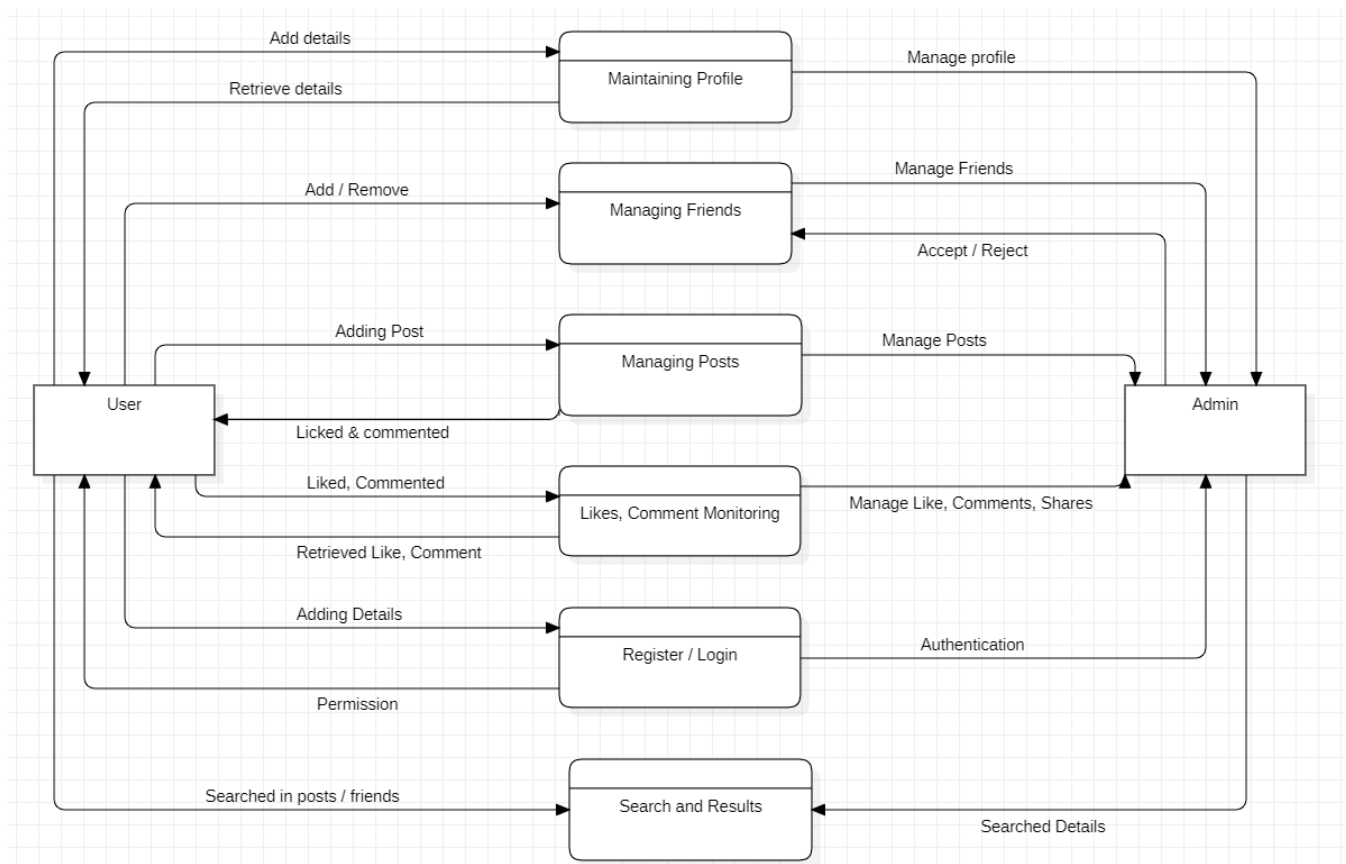 Add details
Manage profile
Maintaining Profile
Retrieve details
Manage Friends
Add / Remove
Managing Friends
Accept / Reject
Adding Post
Manage Posts
Managing Posts
User
Admin
Licked & commented
Liked, Commented
Manage Like, Comments, Shares
Likes, Comment Monitoring
Retrieved Like, Comment
Adding Details
Authentication
Register / Login
Permission
Searched in posts / friends
Search and Results
Searched Details